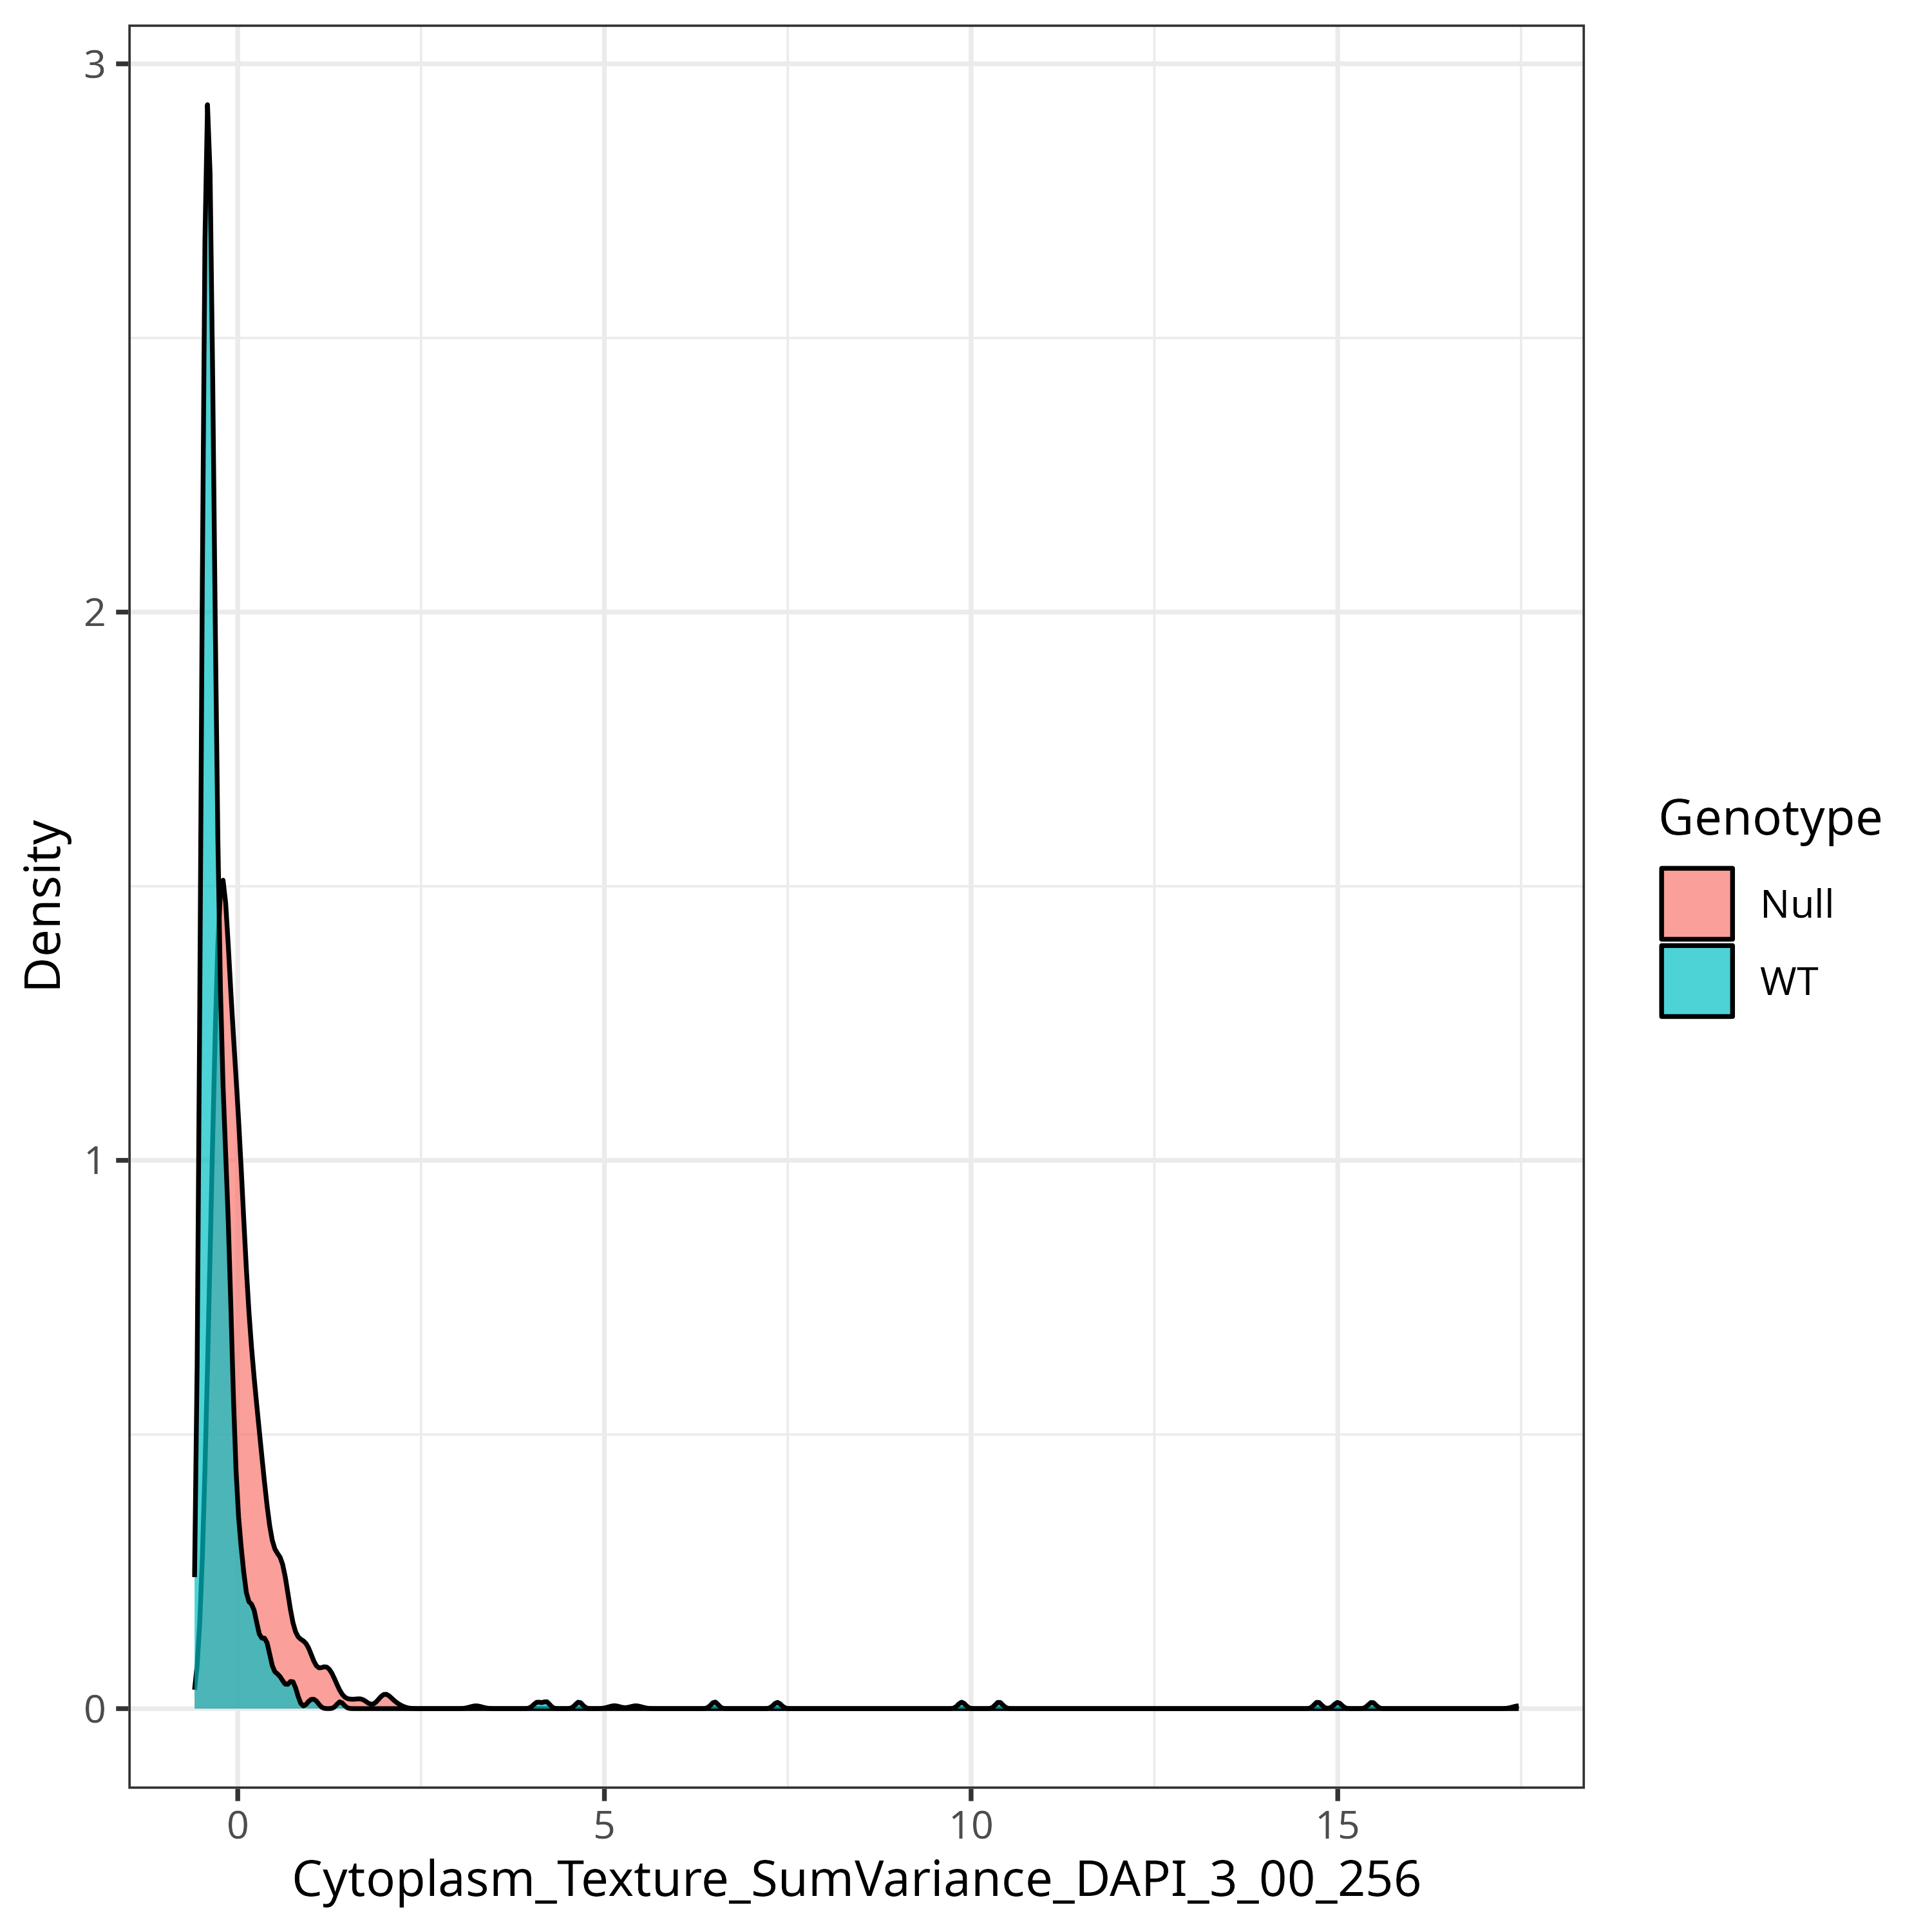 3
2
1
0
Density
0 5 10 15
Cytoplasm_Texture_SumVariance_DAPI_3_00_256
Genotype
Null
WT